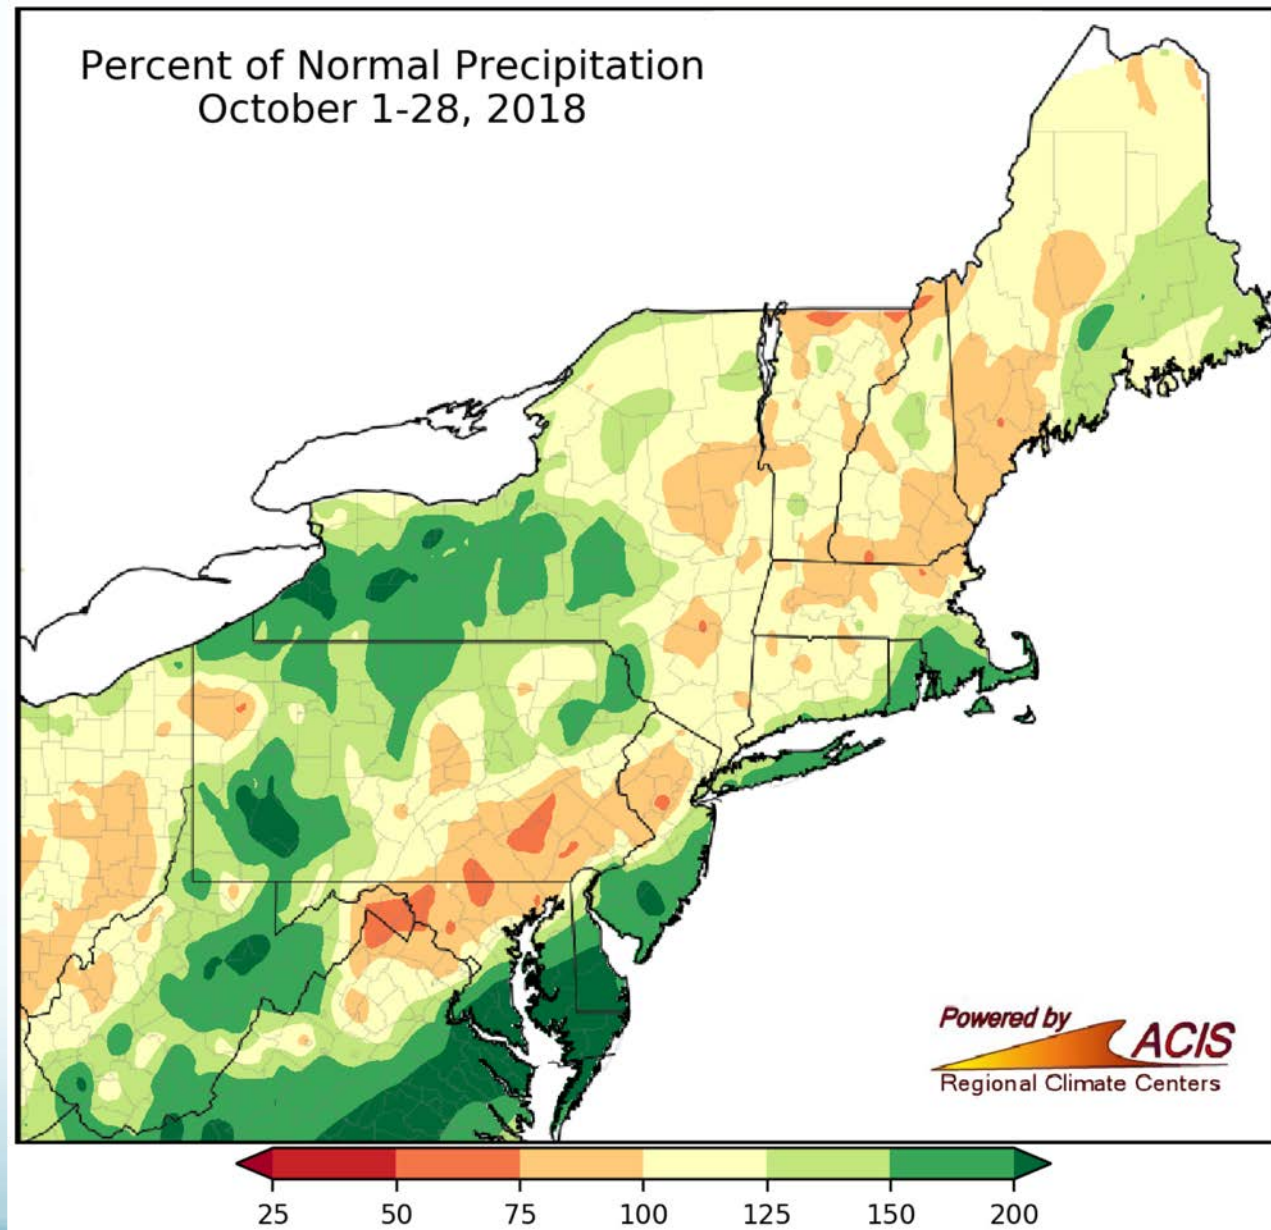 Percent of Normal Precipitation
October 1-28, 2018
Powered by
ACIS
Regional Climate Centers
25 50 75 100 125 150 200